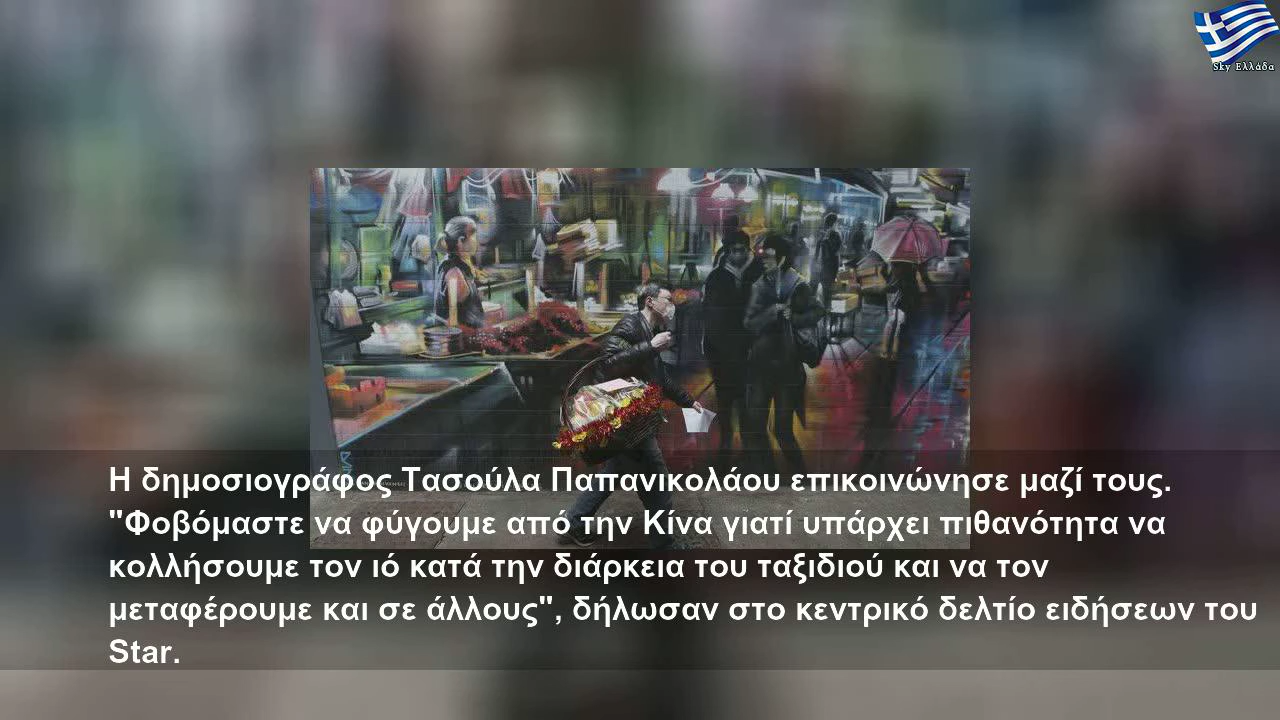 Sky Ελλάδα
Η δημοσιογράφος Τασούλα Παπανικολάου επικοινώνησε μαζί τους.
"Φοβόμαστε να φύγουμε από την Κίνα γιατί υπάρχει πιθανότητα να
κολλήσουμε τον ιό κατά την διάρκεια του ταξιδιού και να τον
μεταφέρουμε και σε άλλους", δήλωσαν στο κεντρικό δελτίο ειδήσεων του
Star.